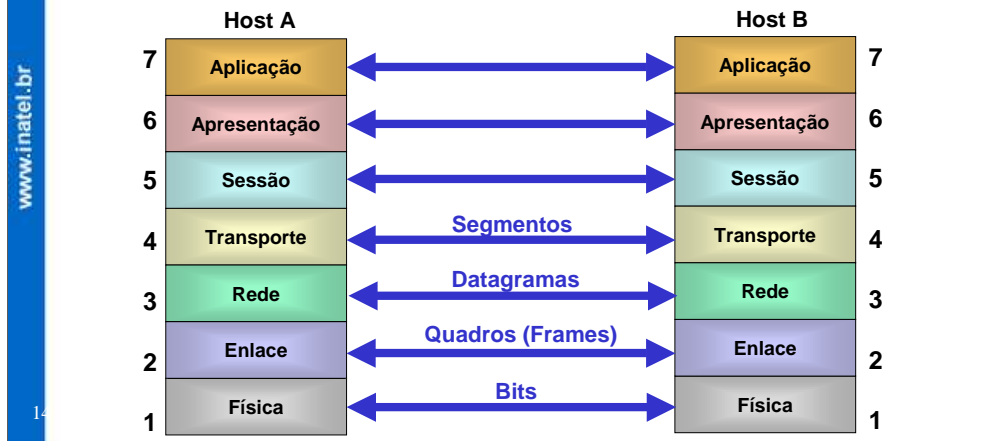 Host A
Host B
7 Aplicação Aplicação 7
6 Apresentação Apresentação 6
5 Sessão Sessão 5
4 Transporte Segmentos Transporte 4
3 Rede Datagramas Rede 3
2 Enlace Quadros (Frames) Enlace 2
1 Física Bits Física 1
www.inatel.br
14